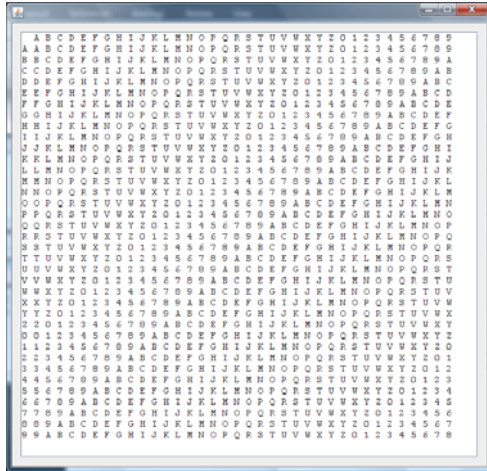 A B C D E F G H I J K L M N O P Q R S T U V W X Y Z 0 1 2 3 4 5 6 7 8 9
A A B C D E F G H I J K L M N O P Q R S T U V W X Y Z 0 1 2 3 4 5 6 7 8 9
B B C D E F G H I J K L M N O P Q R S T U V W X Y Z 0 1 2 3 4 5 6 7 8 9 A
C C D E F G H I J K L M N O P Q R S T U V W X Y Z 0 1 2 3 4 5 6 7 8 9 A B
D D E F G H I J K L M N O P Q R S T U V W X Y Z 0 1 2 3 4 5 6 7 8 9 A B C
E E F G H I J K L M N O P Q R S T U V W X Y Z 0 1 2 3 4 5 6 7 8 9 A B C D
F F G H I J K L M N O P Q R S T U V W X Y Z 0 1 2 3 4 5 6 7 8 9 A B C D E
G G H I J K L M N O P Q R S T U V W X Y Z 0 1 2 3 4 5 6 7 8 9 A B C D E F
H H I J K L M N O P Q R S T U V W X Y Z 0 1 2 3 4 5 6 7 8 9 A B C D E F G
I I J K L M N O P Q R S T U V W X Y Z 0 1 2 3 4 5 6 7 8 9 A B C D E F G H
J J K L M N O P Q R S T U V W X Y Z 0 1 2 3 4 5 6 7 8 9 A B C D E F G H I
K K L M N O P Q R S T U V W X Y Z 0 1 2 3 4 5 6 7 8 9 A B C D E F G H I J
L L M N O P Q R S T U V W X Y Z 0 1 2 3 4 5 6 7 8 9 A B C D E F G H I J K
M M N O P Q R S T U V W X Y Z 0 1 2 3 4 5 6 7 8 9 A B C D E F G H I J K L
N N O P Q R S T U V W X Y Z 0 1 2 3 4 5 6 7 8 9 A B C D E F G H I J K L M
O O P Q R S T U V W X Y Z 0 1 2 3 4 5 6 7 8 9 A B C D E F G H I J K L M N
P P Q R S T U V W X Y Z 0 1 2 3 4 5 6 7 8 9 A B C D E F G H I J K L M N O
Q Q R S T U V W X Y Z 0 1 2 3 4 5 6 7 8 9 A B C D E F G H I J K L M N O P
R R S T U V W X Y Z 0 1 2 3 4 5 6 7 8 9 A B C D E F G H I J K L M N O P Q
S S T U V W X Y Z 0 1 2 3 4 5 6 7 8 9 A B C D E F G H I J K L M N O P Q R
T T U V W X Y Z 0 1 2 3 4 5 6 7 8 9 A B C D E F G H I J K L M N O P Q R S
U U V W X Y Z 0 1 2 3 4 5 6 7 8 9 A B C D E F G H I J K L M N O P Q R S T
V V W X Y Z 0 1 2 3 4 5 6 7 8 9 A B C D E F G H I J K L M N O P Q R S T U
W W X Y Z 0 1 2 3 4 5 6 7 8 9 A B C D E F G H I J K L M N O P Q R S T U V
X X Y Z 0 1 2 3 4 5 6 7 8 9 A B C D E F G H I J K L M N O P Q R S T U V W
Y Y Z 0 1 2 3 4 5 6 7 8 9 A B C D E F G H I J K L M N O P Q R S T U V W X
Z Z 0 1 2 3 4 5 6 7 8 9 A B C D E F G H I J K L M N O P Q R S T U V W X Y
0 0 1 2 3 4 5 6 7 8 9 A B C D E F G H I J K L M N O P Q R S T U V W X Y Z
1 1 2 3 4 5 6 7 8 9 A B C D E F G H I J K L M N O P Q R S T U V W X Y Z 0
2 2 3 4 5 6 7 8 9 A B C D E F G H I J K L M N O P Q R S T U V W X Y Z 0 1
3 3 4 5 6 7 8 9 A B C D E F G H I J K L M N O P Q R S T U V W X Y Z 0 1 2
4 4 5 6 7 8 9 A B C D E F G H I J K L M N O P Q R S T U V W X Y Z 0 1 2 3
5 5 6 7 8 9 A B C D E F G H I J K L M N O P Q R S T U V W X Y Z 0 1 2 3 4
6 6 7 8 9 A B C D E F G H I J K L M N O P Q R S T U V W X Y Z 0 1 2 3 4 5
7 7 8 9 A B C D E F G H I J K L M N O P Q R S T U V W X Y Z 0 1 2 3 4 5 6
8 8 9 A B C D E F G H I J K L M N O P Q R S T U V W X Y Z 0 1 2 3 4 5 6 7
9 9 A B C D E F G H I J K L M N O P Q R S T U V W X Y Z 0 1 2 3 4 5 6 7 8